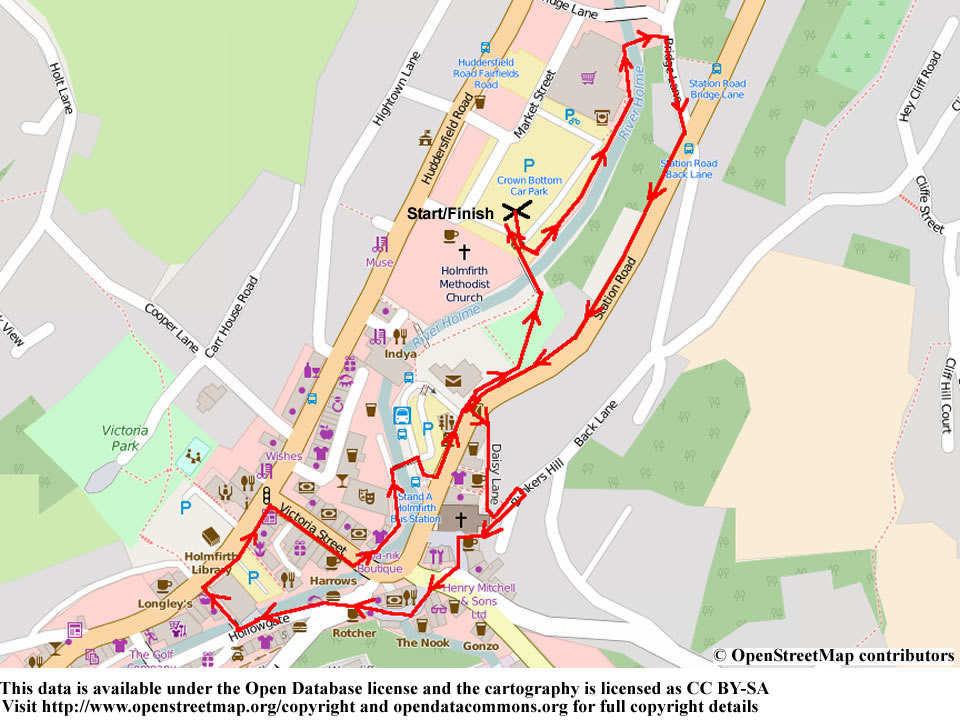 Bridge Lane
Holt Lane
Hightown Lane
Huddersfield
Road Fairfields
Road
Market Street
Huddersfield Road
River Holme
Bridge Lane
Station Road
Bridge Lane
Hey Cliff Road
Station Road
Back Lane
P
Crown Bottom
Car Park
Cliffe Street
Start/Finish
Muse
Holmfirth
Methodist
Church
Station Road
Cooper Lane
Carr House Road
River Holme
View
Indya
Cliff Hill Court
Victoria
Park
P
Back Lane
Wishes
Daisy Lane
P
Victoria Street
Stand A
Holmfirth
Bus Station
Holmfirth
Library
P
Boutique
Harrows
Longley's
Henry Mitchell
& Sons
Ltd
Hollowgate
Rotcher
The Nook
Gonzo
The Golf
© OpenStreetMap contributors
This data is available under the Open Database license and the cartography is licensed as CC BY-SA
Visit http://www.openstreetmap.org/copyright and opendatacommons.org for full copyright details